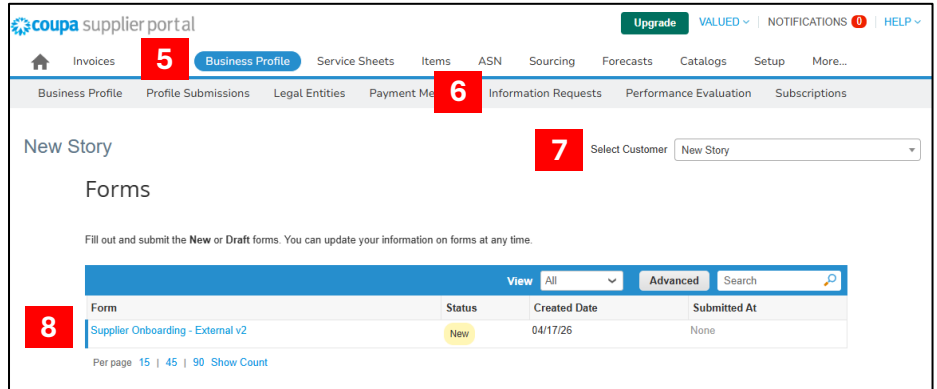 coupa supplier portal
Upgrade VALUED NOTIFICATIONS 0 HELP
Invoices 5 Business Profile Service Sheets Items ASN Sourcing Forecasts Catalogs Setup More...
Business Profile Profile Submissions Legal Entities Payment Me 6 Information Requests Performance Evaluation Subscriptions
New Story
7 Select Customer New Story
Forms
Fill out and submit the New or Draft forms. You can update your information on forms at any time.
View All Advanced Search
Form Status Created Date Submitted At
8 Supplier Onboarding - External v2 New 04/17/26 None
Per page 15 | 45 | 90 Show Count